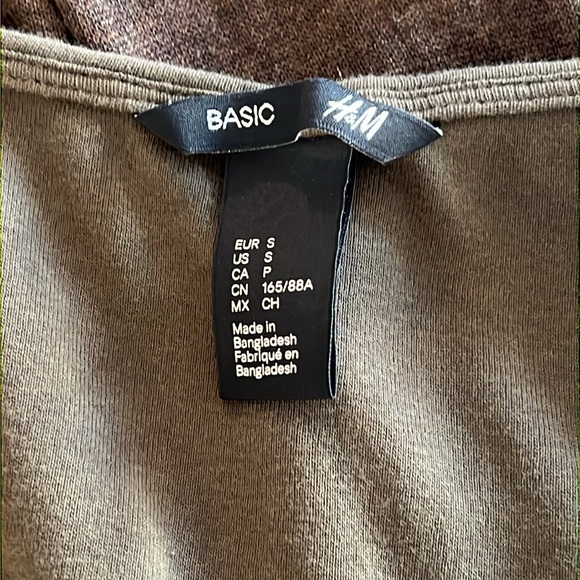 BASIC H&M
EUR S
US S
CA P
CN 165/88A
MX CH
Made in
Bangladesh
Fabriqué en
Bangladesh